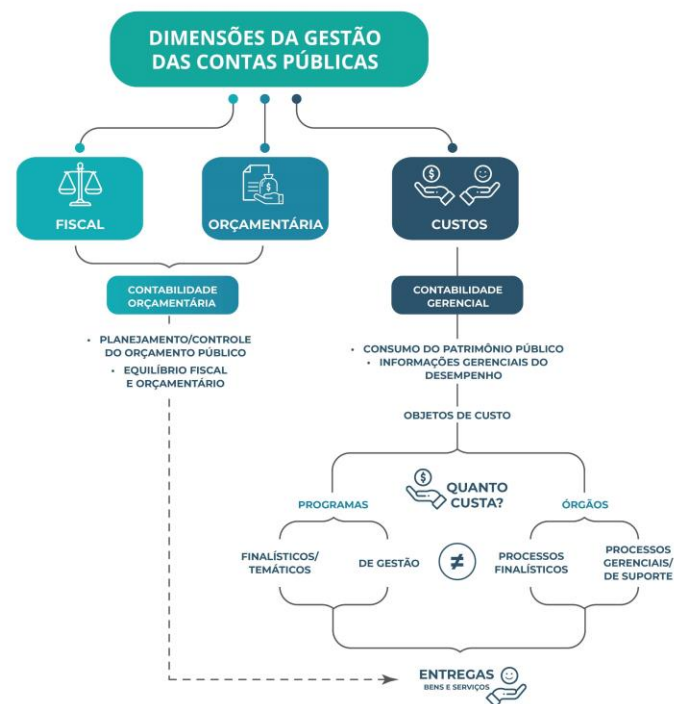 DIMENSÕES DA GESTÃO
DAS CONTAS PÚBLICAS
FISCAL
ORÇAMENTÁRIA
CUSTOS
CONTABILIDADE
ORÇAMENTÁRIA
• PLANEJAMENTO/CONTROLE
DO ORÇAMENTO PÚBLICO
• EQUILÍBRIO FISCAL
E ORÇAMENTÁRIO
CONTABILIDADE
GERENCIAL
• CONSUMO DO PATRIMÔNIO PÚBLICO
• INFORMAÇÕES GERENCIAIS DO
DESEMPENHO
OBJETOS DE CUSTO
$ QUANTO
CUSTA?
PROGRAMAS
ÓRGÃOS
FINALÍSTICOS/
TEMÁTICOS
DE GESTÃO
≠
PROCESSOS
FINALÍSTICOS
PROCESSOS
GERENCIAIS/
DE SUPORTE
ENTREGAS
BENS E SERVIÇOS